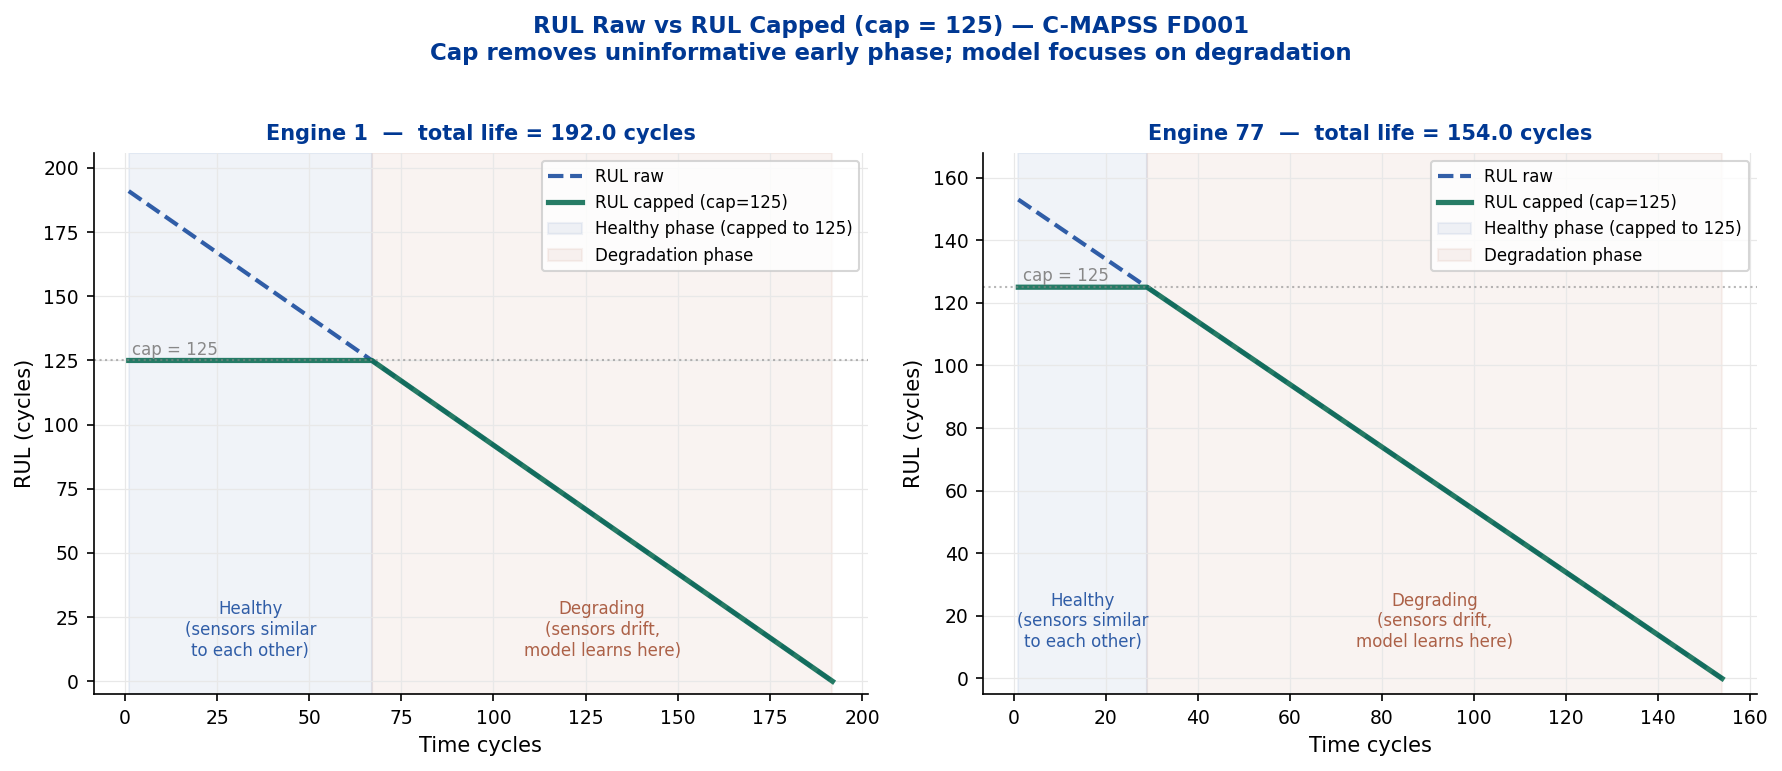 RUL Raw vs RUL Capped (cap = 125) — C-MAPSS FD001
Cap removes uninformative early phase; model focuses on degradation
Engine 1 — total life = 192.0 cycles
RUL (cycles)
200
175
150
125
100
75
50
25
0
cap = 125
RUL raw
RUL capped (cap=125)
Healthy phase (capped to 125)
Degradation phase
Healthy
(sensors similar
to each other)
Degrading
(sensors drift,
model learns here)
0 25 50 75 100 125 150 175 200
Time cycles
Engine 77 — total life = 154.0 cycles
RUL (cycles)
160
140
120
100
80
60
40
20
0
cap = 125
RUL raw
RUL capped (cap=125)
Healthy phase (capped to 125)
Degradation phase
Healthy
(sensors similar
to each other)
Degrading
(sensors drift,
model learns here)
0 20 40 60 80 100 120 140 160
Time cycles